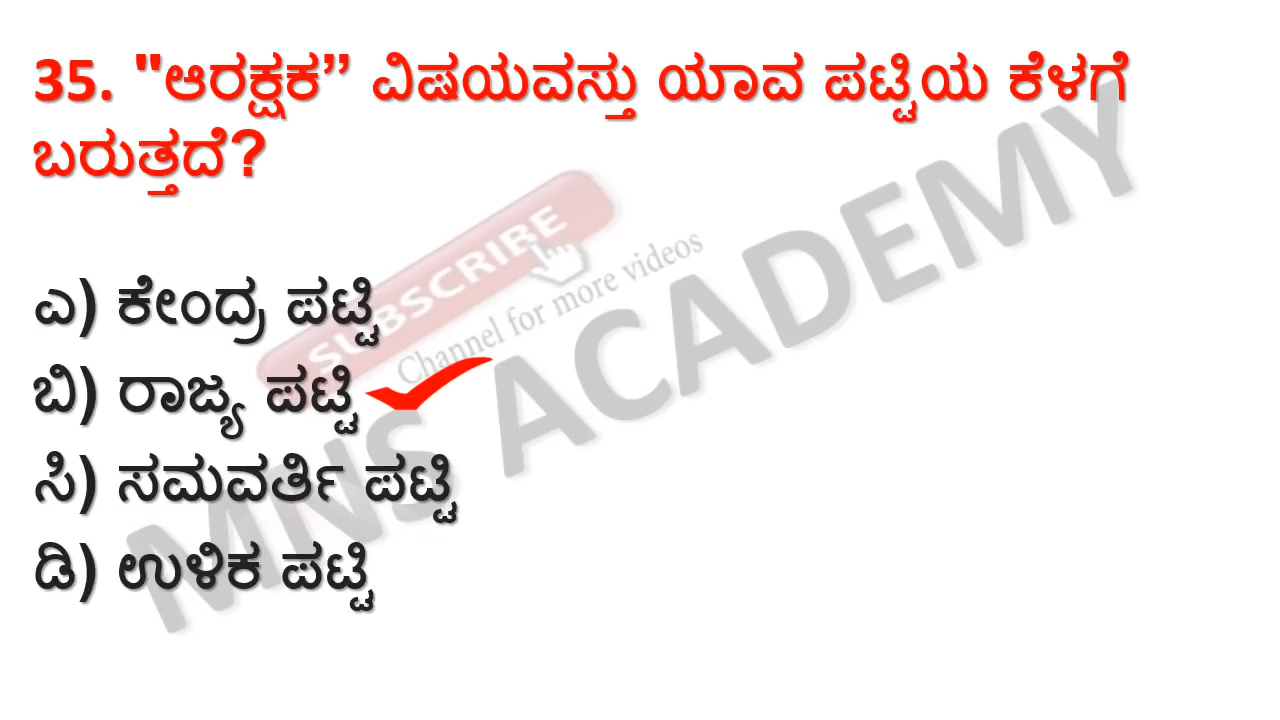 35. "ಆರಕ್ಷಕ” ವಿಷಯವಸ್ತು ಯಾವ ಪಟ್ಟಿಯ ಕೆಳಗೆ
ಬರುತ್ತದೆ?
SUBSCRIBE
Channel for more videos
MNS ACADEMY
ಎ) ಕೇಂದ್ರ ಪಟ್ಟಿ
ಬಿ) ರಾಜ್ಯ ಪಟ್ಟಿ
ಸಿ) ಸಮವರ್ತಿ ಪಟ್ಟಿ
ಡಿ) ಉಳಿಕ ಪಟ್ಟಿ